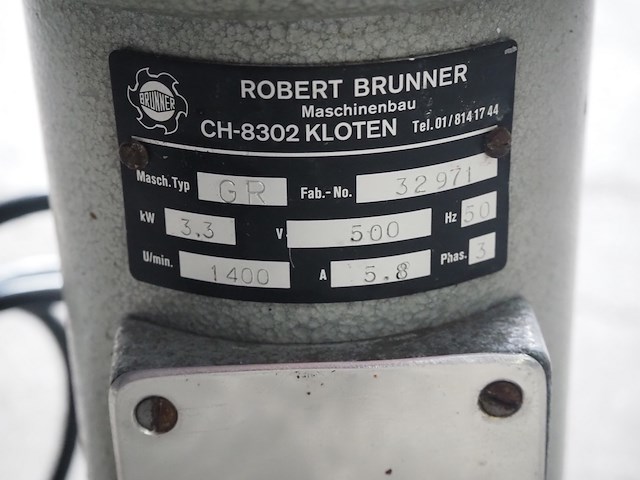 BRUNNER
ROBERT BRUNNER
Maschinenbau
CH-8302 KLOTEN Tel. 01/814 17 44
Masch. Typ GR Fab.-No. 32971
kW 3.3 V 500 Hz 50
U/min. 1400 A 5.8 Phas. 3